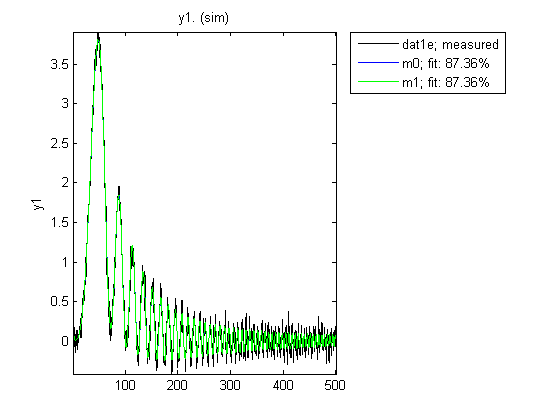 y1. (sim)
dat1e; measured
m0; fit: 87.36%
m1; fit: 87.36%
3.5
3
2.5
2
1.5
1
0.5
0
y1
100
200
300
400
500